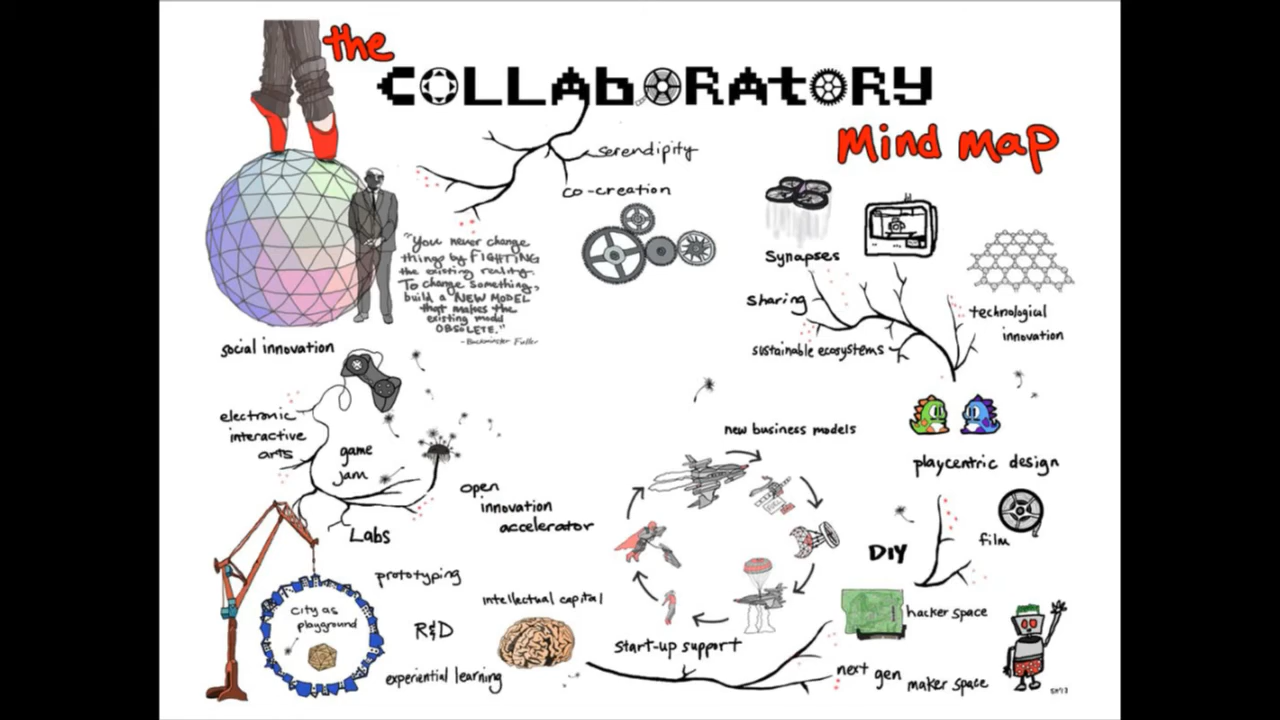 the
COLLAbORAtORY
Mind map
serendipity
co-creation
"You never change
things by FIGHTING
the existing reality.
To change something,
build a NEW MODEL
that makes the
existing model
OBSOLETE."
-Buckminster Fuller
Synapses
sharing
sustainable ecosystems
technological
innovation
social innovation
electronic
interactive
arts
game
jam
Labs
open
innovation
accelerator
new business models
playcentric design
film
DIY
prototyping
City as
playground
R&D
experiential learning
intellectual capital
start-up support
hacker space
next gen
maker space